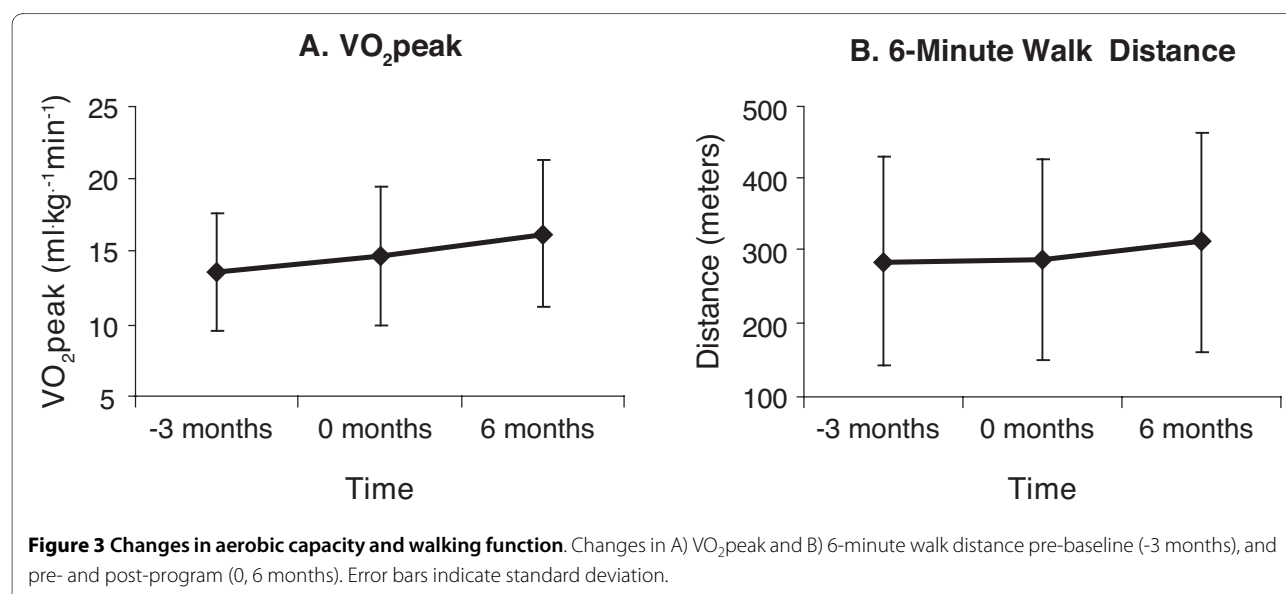 A. VO₂peak
25
20
15
10
5
VO₂peak (ml·kg·⁻¹min⁻¹)
-3 months 0 months 6 months
Time
B. 6-Minute Walk Distance
500
400
300
200
100
Distance (meters)
-3 months 0 months 6 months
Time
Figure 3 Changes in aerobic capacity and walking function. Changes in A) VO₂peak and B) 6-minute walk distance pre-baseline (-3 months), and
pre- and post-program (0, 6 months). Error bars indicate standard deviation.